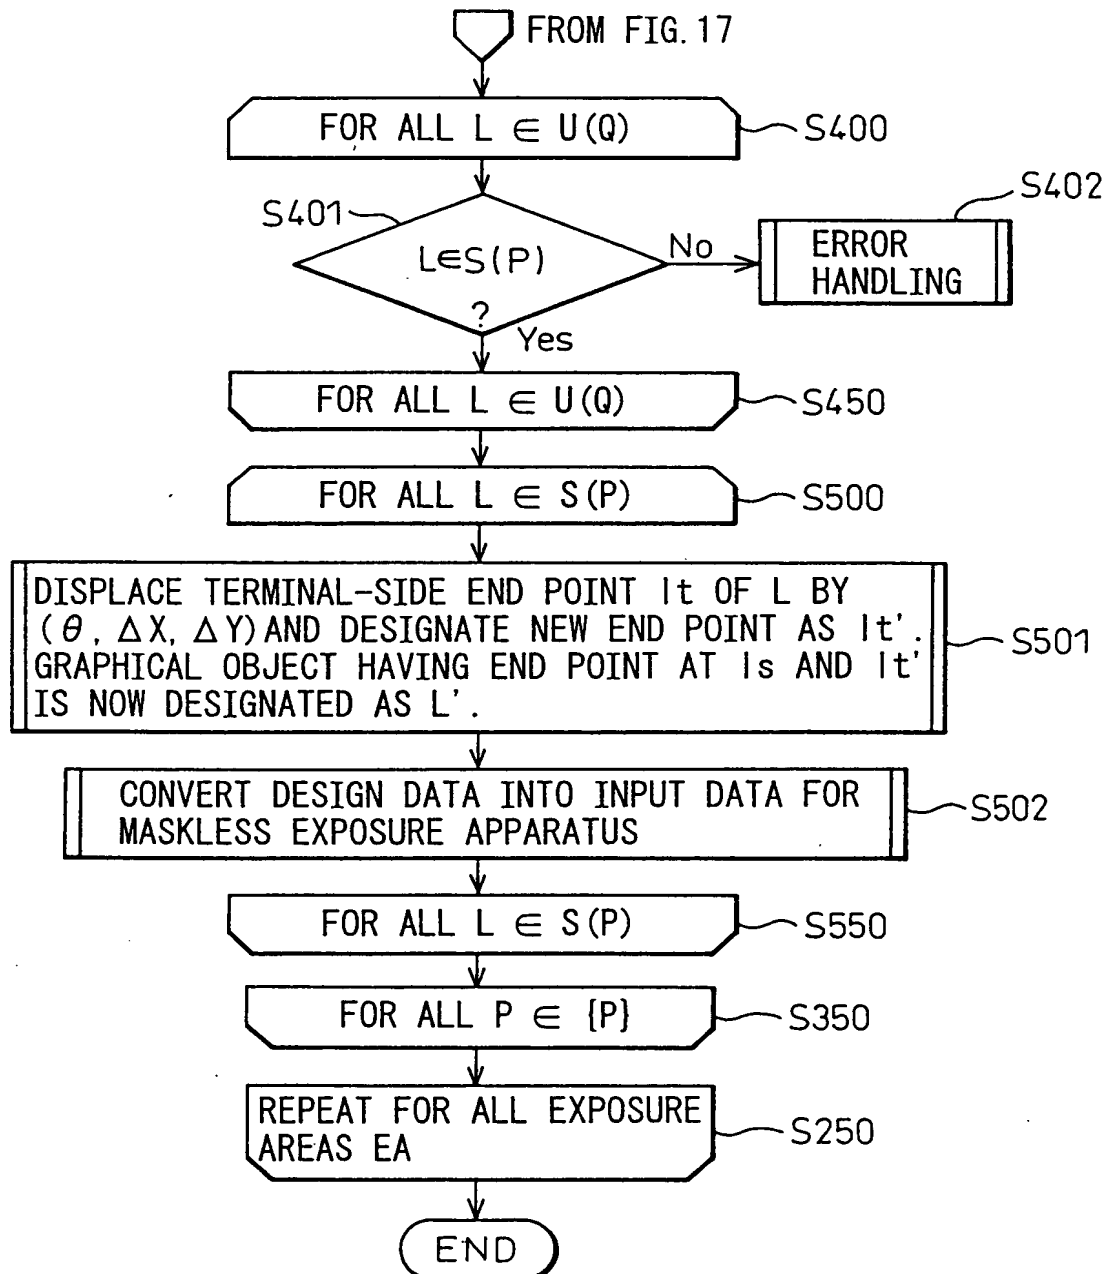 FROM FIG. 17
FOR ALL L ∈ U(Q)
S400
S401
S402
L∈S(P)
?
No
ERROR
HANDLING
Yes
FOR ALL L ∈ U(Q)
S450
FOR ALL L ∈ S(P)
S500
DISPLACE TERMINAL-SIDE END POINT lt OF L BY
(θ, ΔX, ΔY) AND DESIGNATE NEW END POINT AS lt'.
GRAPHICAL OBJECT HAVING END POINT AT ls AND lt'
IS NOW DESIGNATED AS L'.
S501
CONVERT DESIGN DATA INTO INPUT DATA FOR
MASKLESS EXPOSURE APPARATUS
S502
FOR ALL L ∈ S(P)
S550
FOR ALL P ∈ {P}
S350
REPEAT FOR ALL EXPOSURE
AREAS EA
S250
END